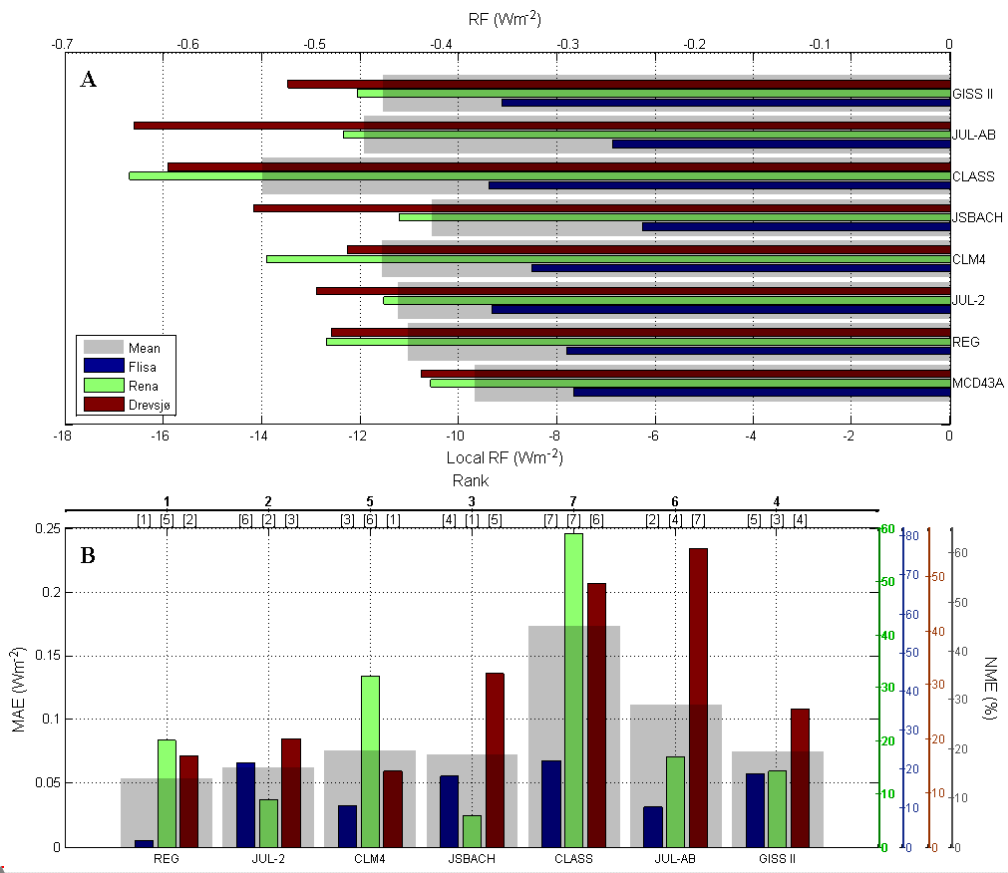 RF (Wm-2)
-0.7 -0.6 -0.5 -0.4 -0.3 -0.2 -0.1 0
A
GISS II
JUL-AB
CLASS
JSBACH
CLM4
JUL-2
REG
MCD43A
Mean
Flisa
Rena
Drevsjø
-18 -16 -14 -12 -10 -8 -6 -4 -2 0
Local RF (Wm-2)
Rank
1 2 5 3 7 6 4
[1] [5] [2] [6] [2] [3] [3] [6] [1] [4] [1] [5] [7] [7] [6] [2] [4] [7] [5] [3] [4]
B
MAE (Wm-2)
0.25
0.2
0.15
0.1
0.05
0
60
50
40
30
20
10
0
80
70
60
50
40
30
20
10
0
50
40
30
20
10
0
60
50
40
30
20
10
0
NME (%)
REG JUL-2 CLM4 JSBACH CLASS JUL-AB GISS II